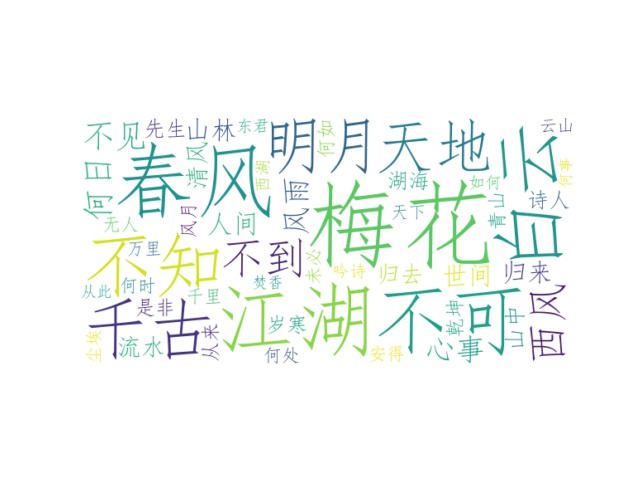 不见
先生
山林
东君
何如
明月
天地
云山
何日
春风
清风
西湖
风雨
湖海
如何
何事
白云
无人
风月
人间
梅花
天下
青山
诗人
不知
万里
不到
未必
吟诗
归去
世间
归来
从此
何时
千里
焚香
千古
是非
江湖
不可
乾坤
山中
西风
尘埃
流水
从来
岁寒
何处
安得
心事